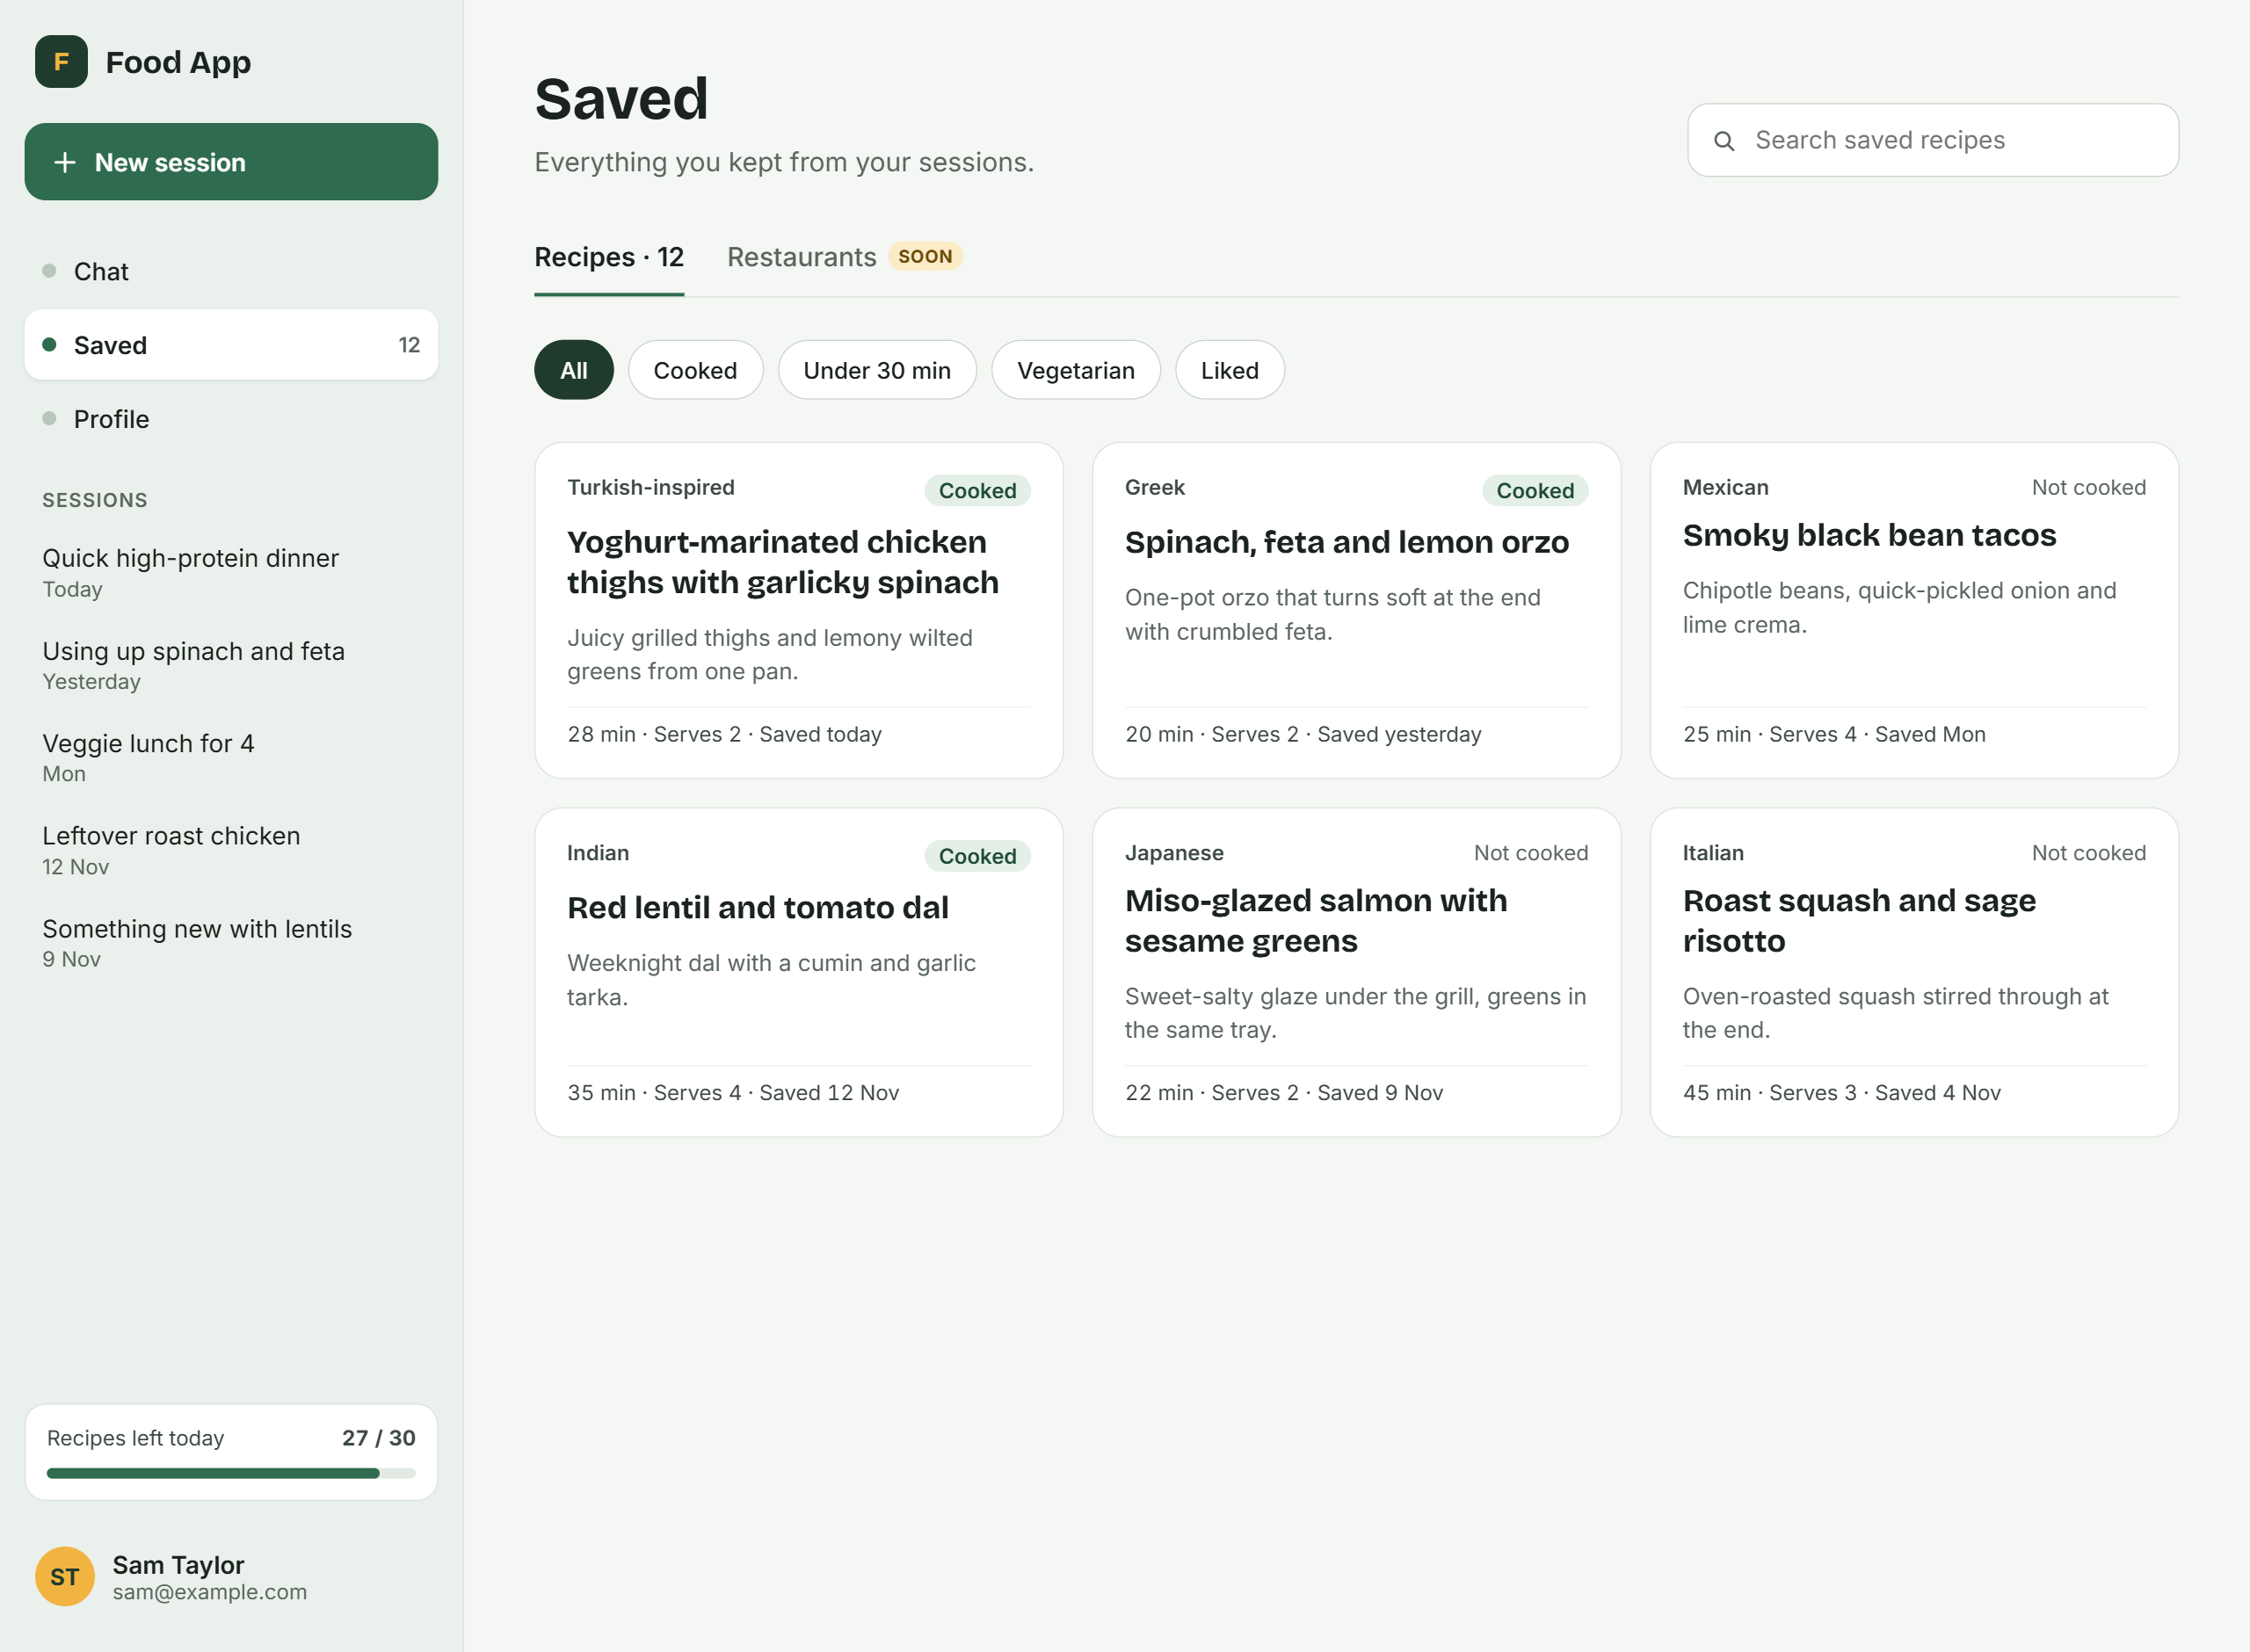 F
Food App
New session
Chat
Saved 12
Profile
SESSIONS
Quick high-protein dinner
Today
Using up spinach and feta
Yesterday
Veggie lunch for 4
Mon
Leftover roast chicken
12 Nov
Something new with lentils
9 Nov
Recipes left today 27 / 30
ST
Sam Taylor
sam@example.com
Saved
Everything you kept from your sessions.
Search saved recipes
Recipes · 12
Restaurants SOON
All
Cooked
Under 30 min
Vegetarian
Liked
Turkish-inspired Cooked
Yoghurt-marinated chicken
thighs with garlicky spinach
Juicy grilled thighs and lemony wilted
greens from one pan.
28 min · Serves 2 · Saved today
Greek Cooked
Spinach, feta and lemon orzo
One-pot orzo that turns soft at the end
with crumbled feta.
20 min · Serves 2 · Saved yesterday
Mexican Not cooked
Smoky black bean tacos
Chipotle beans, quick-pickled onion and
lime crema.
25 min · Serves 4 · Saved Mon
Indian Cooked
Red lentil and tomato dal
Weeknight dal with a cumin and garlic
tarka.
35 min · Serves 4 · Saved 12 Nov
Japanese Not cooked
Miso-glazed salmon with
sesame greens
Sweet-salty glaze under the grill, greens in
the same tray.
22 min · Serves 2 · Saved 9 Nov
Italian Not cooked
Roast squash and sage
risotto
Oven-roasted squash stirred through at
the end.
45 min · Serves 3 · Saved 4 Nov